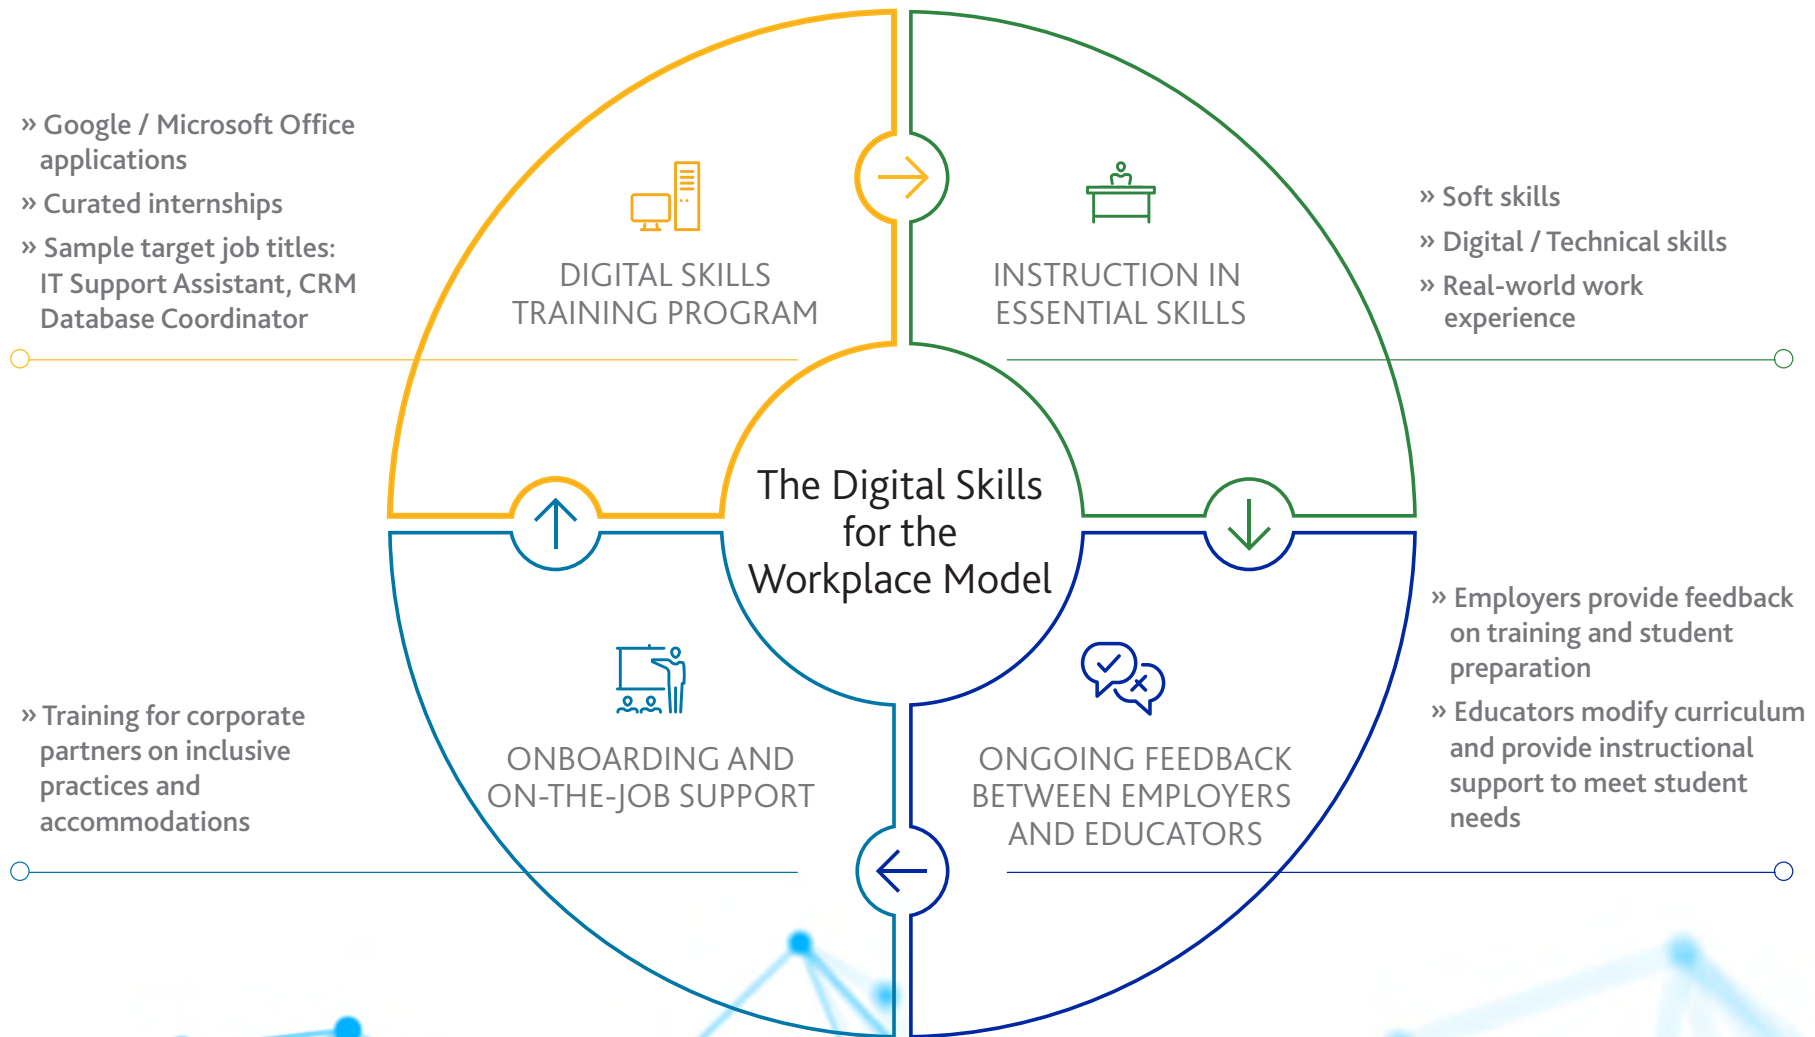 » Google / Microsoft Office
applications
» Curated internships
» Sample target job titles:
IT Support Assistant, CRM
Database Coordinator
DIGITAL SKILLS
TRAINING PROGRAM
INSTRUCTION IN
ESSENTIAL SKILLS
» Soft skills
» Digital / Technical skills
» Real-world work
experience
The Digital Skills
for the
Workplace Model
» Training for corporate
partners on inclusive
practices and
accommodations
ONBOARDING AND
ON-THE-JOB SUPPORT
ONGOING FEEDBACK
BETWEEN EMPLOYERS
AND EDUCATORS
» Employers provide feedback
on training and student
preparation
» Educators modify curriculum
and provide instructional
support to meet student
needs